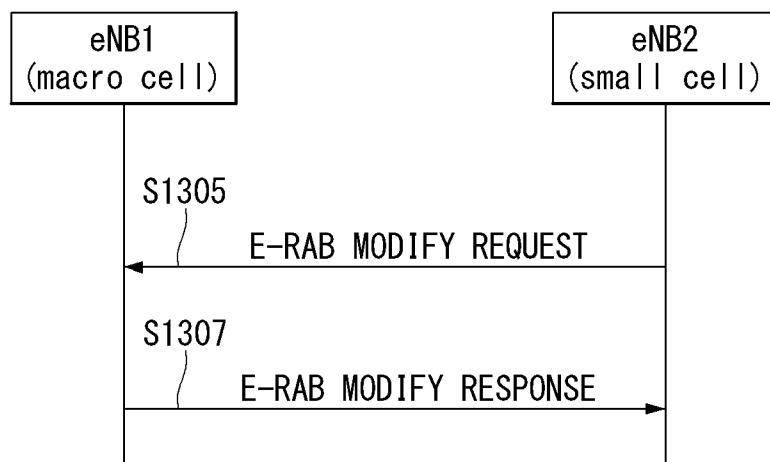 eNB1
(macro cell)
eNB2
(small cell)
S1305
E-RAB MODIFY REQUEST
S1307
E-RAB MODIFY RESPONSE